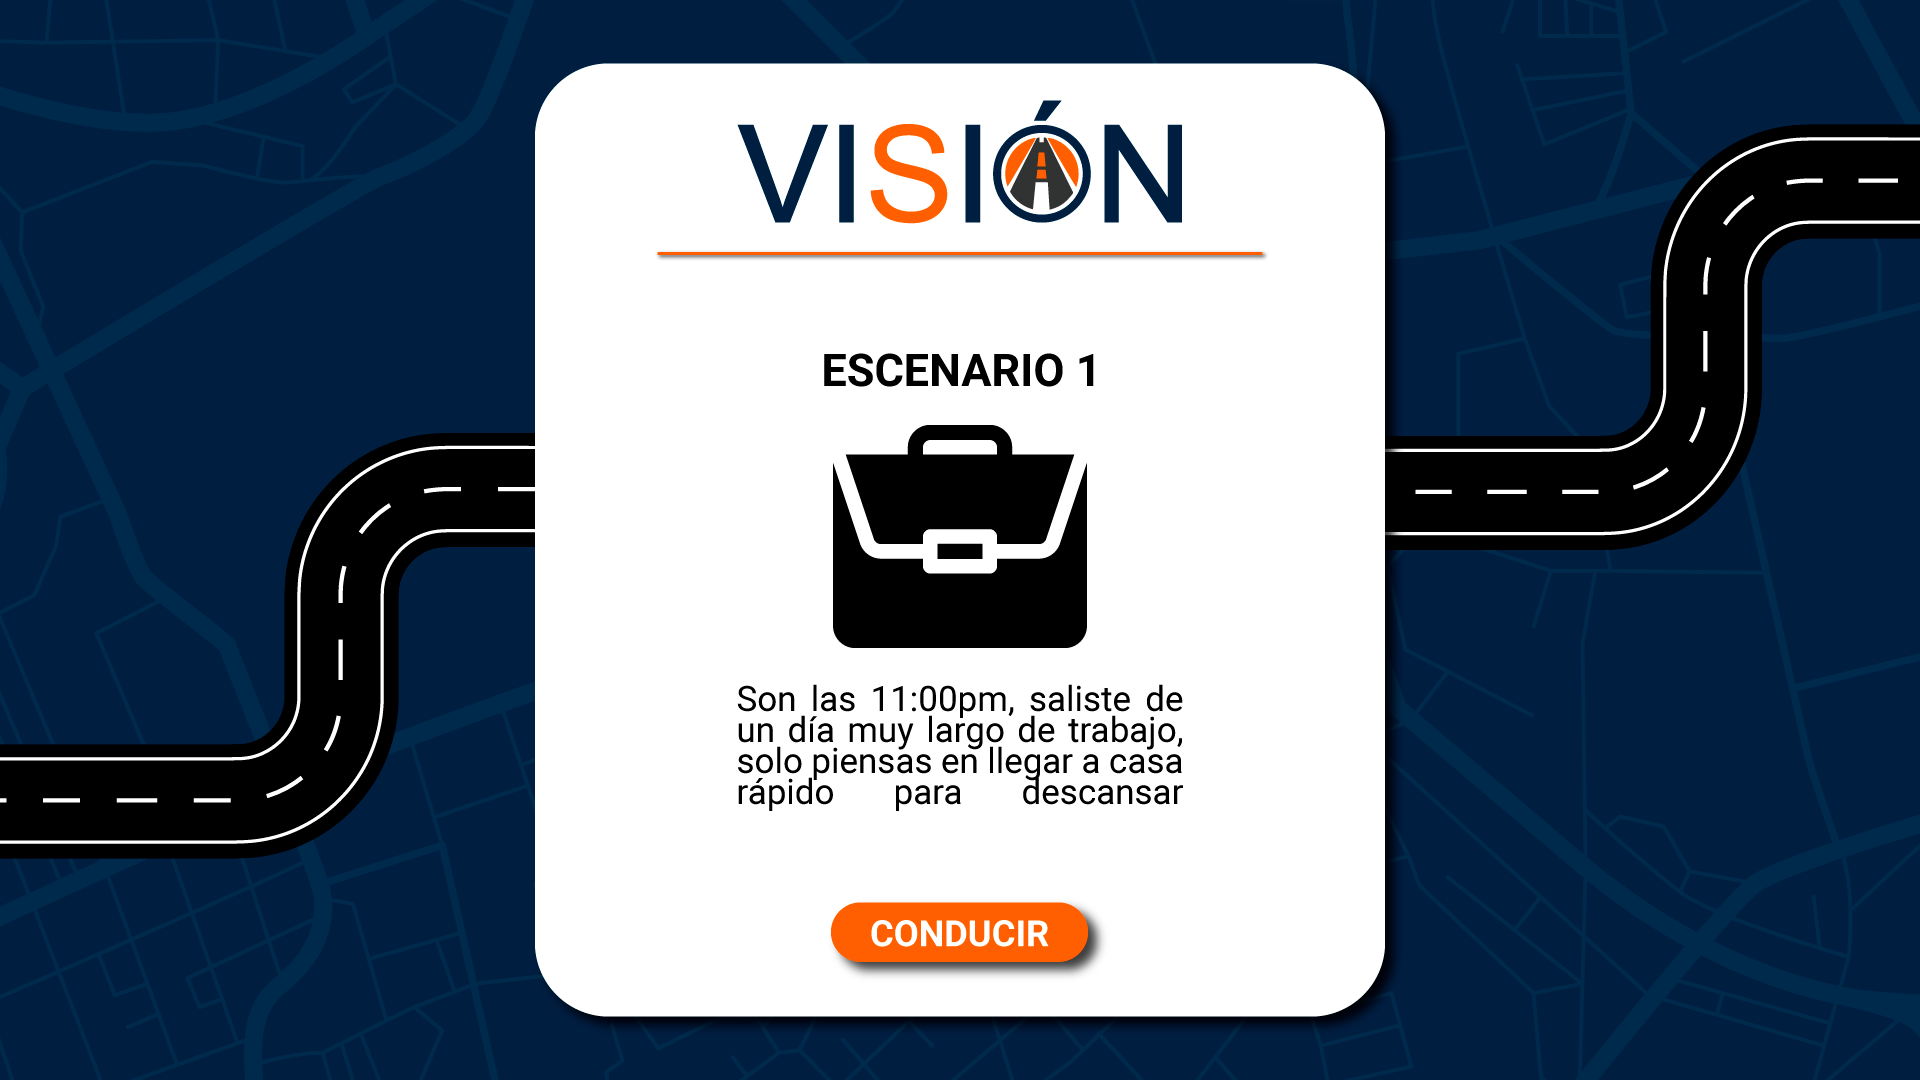 VISIÓN
ESCENARIO 1
Son las 11:00pm, saliste de
un día muy largo de trabajo,
solo piensas en llegar a casa
rápido para descansar
CONDUCIR